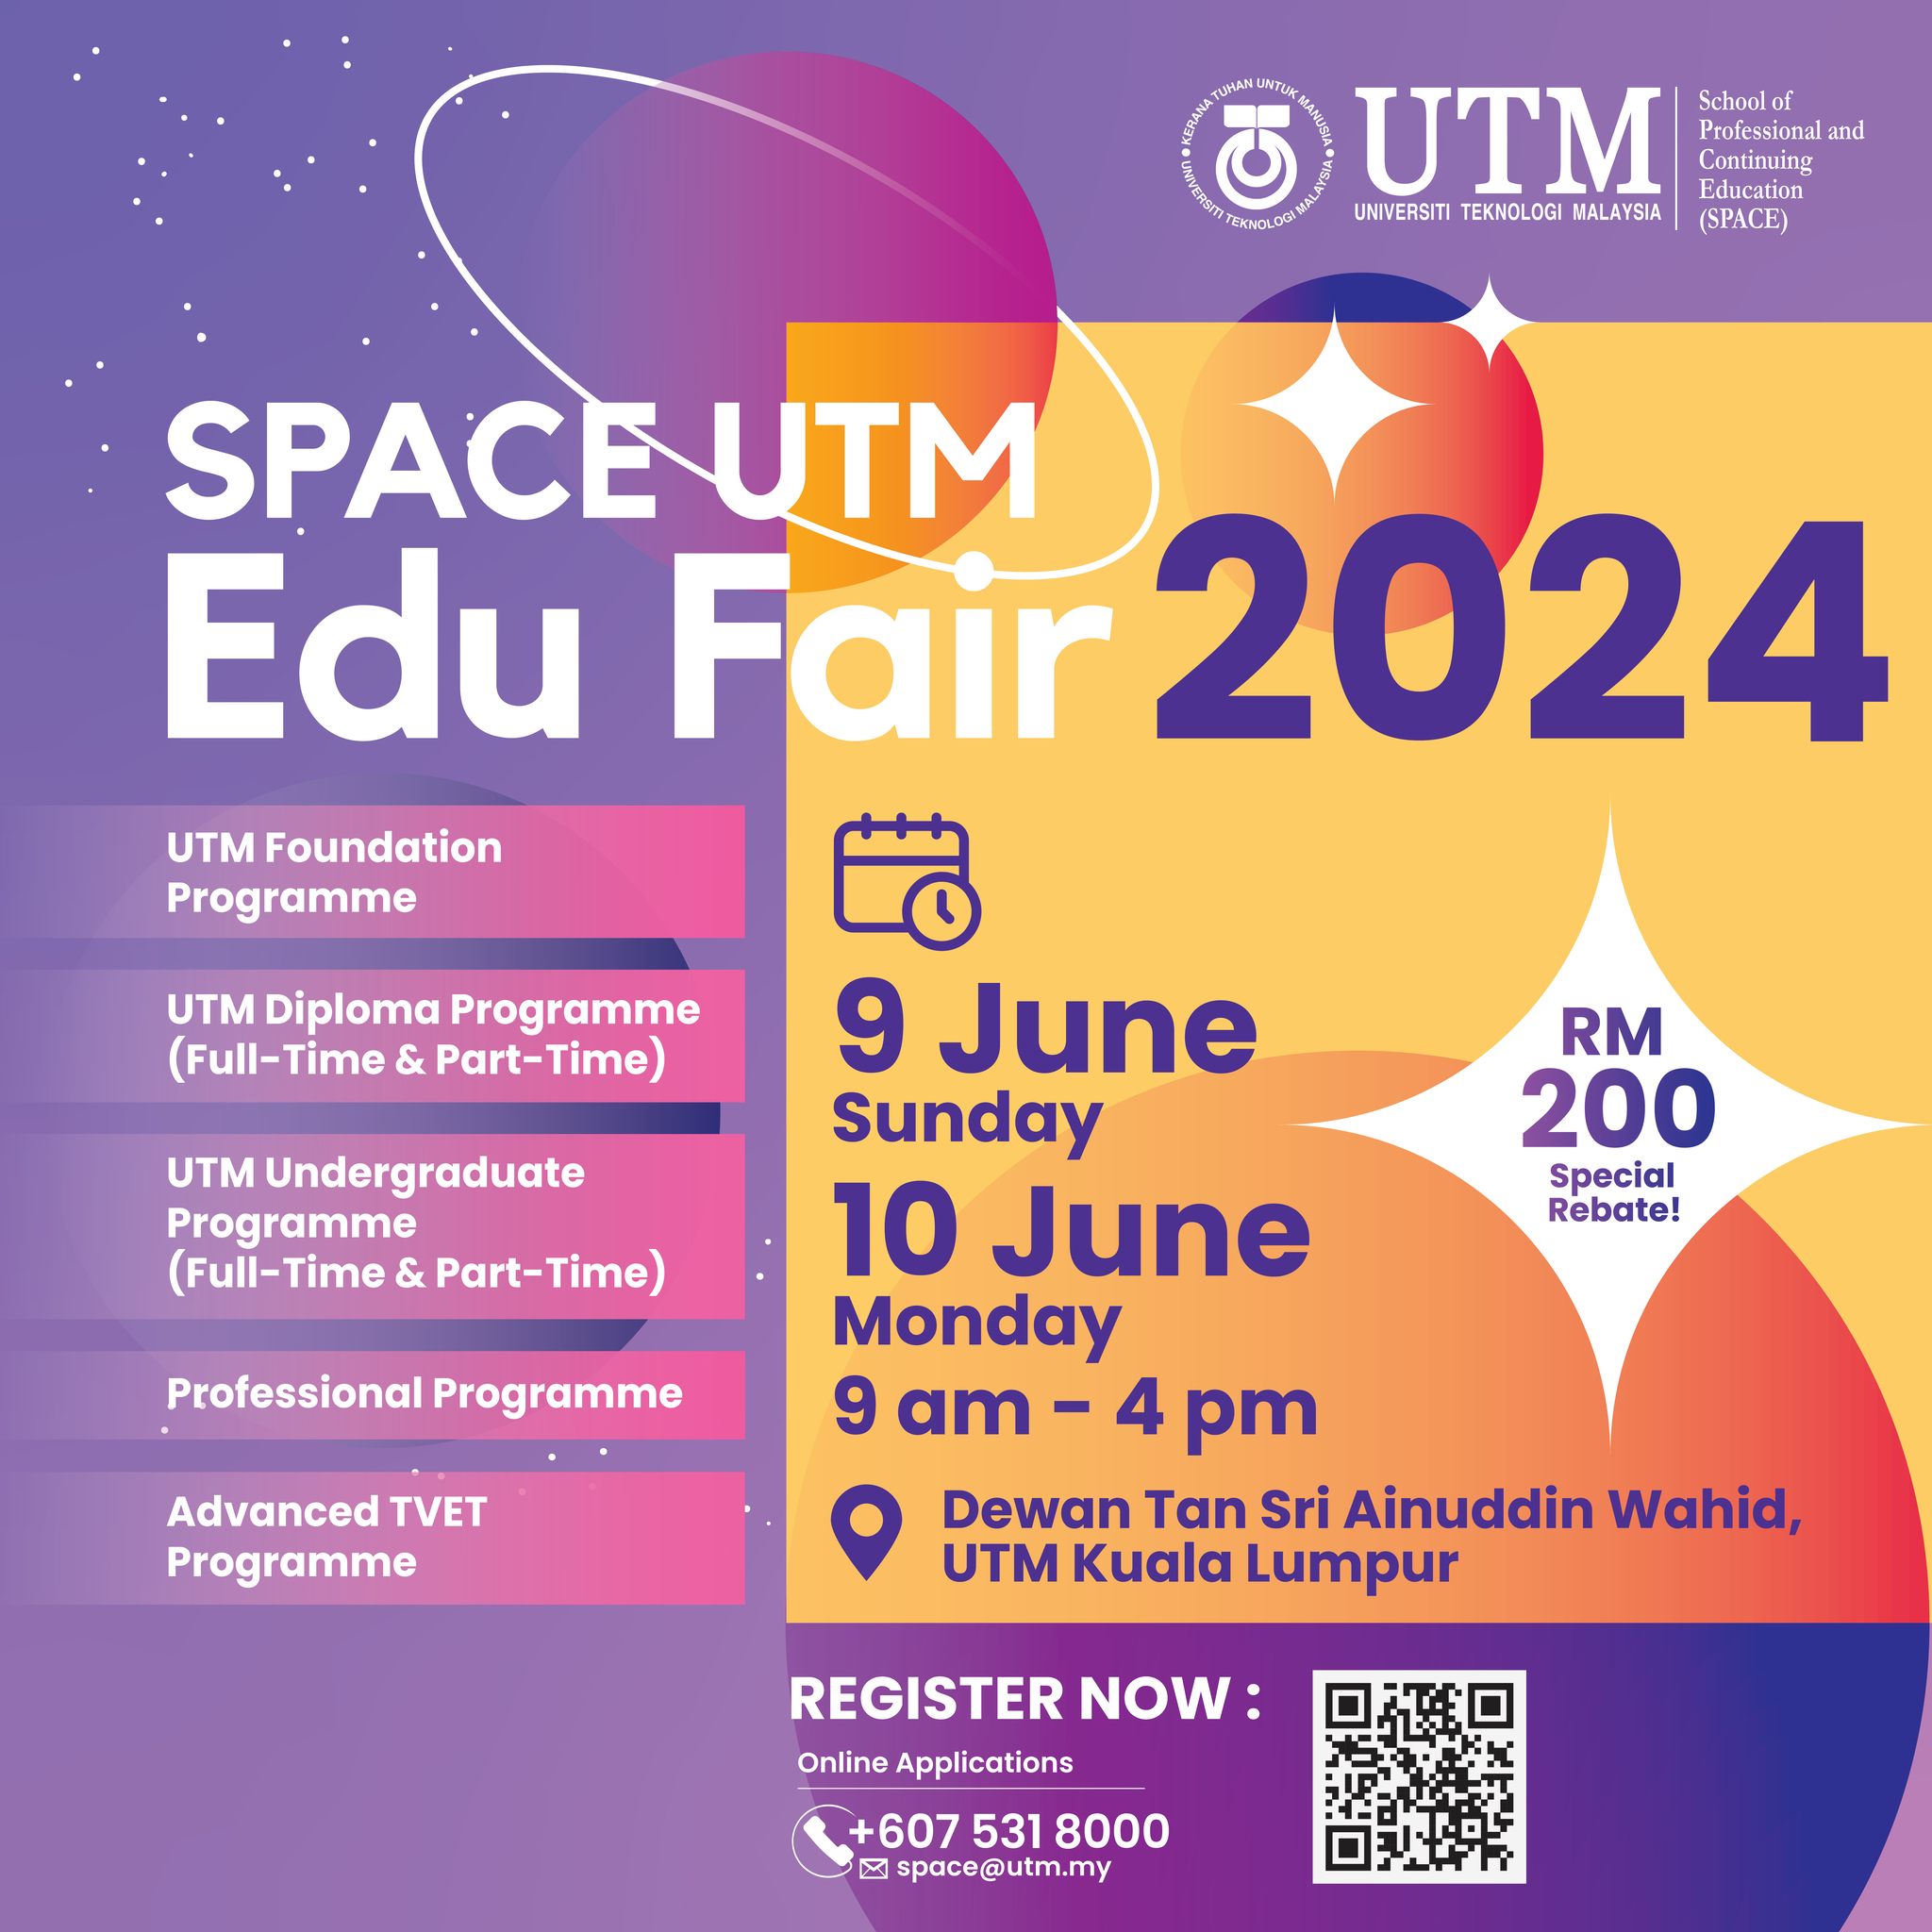 KERANA TUHAN UNTUK MANUSIA
UNIVERSITI TEKNOLOGI MALAYSIA
UTM
UNIVERSITI TEKNOLOGI MALAYSIA
School of
Professional and
Continuing
Education
(SPACE)
SPACE UTM
Edu Fair 2024
UTM Foundation
Programme
UTM Diploma Programme
(Full-Time & Part-Time)
UTM Undergraduate
Programme
(Full-Time & Part-Time)
Professional Programme
Advanced TVET
Programme
9 June
Sunday
10 June
Monday
9 am - 4 pm
RM
200
Special
Rebate!
Dewan Tan Sri Ainuddin Wahid,
UTM Kuala Lumpur
REGISTER NOW :
Online Applications
+607 531 8000
space@utm.my